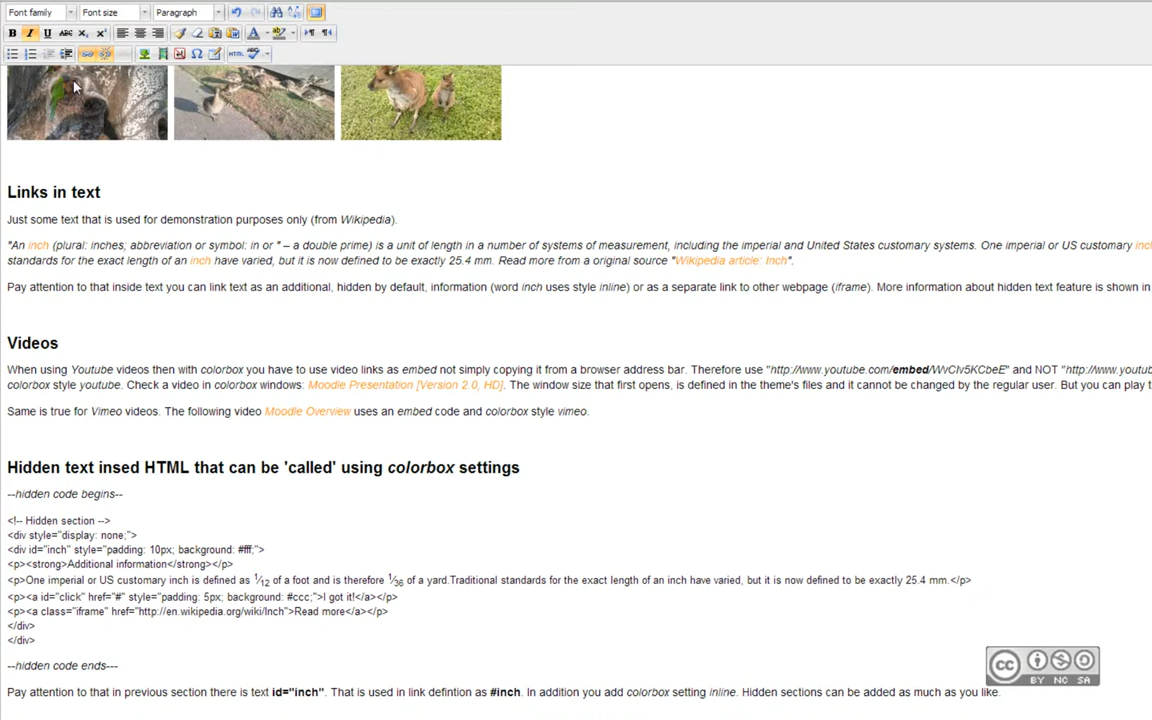 Font family Font size Paragraph
B I U ABC X₂ X²
HTML ABC
Links in text
Just some text that is used for demonstration purposes only (from Wikipedia).
"An inch (plural: inches; abbreviation or symbol: in or " – a double prime) is a unit of length in a number of systems of measurement, including the imperial and United States customary systems. One imperial or US customary inc
standards for the exact length of an inch have varied, but it is now defined to be exactly 25.4 mm. Read more from a original source "Wikipedia article: Inch".
Pay attention to that inside text you can link text as an additional, hidden by default, information (word inch uses style inline) or as a separate link to other webpage (iframe). More information about hidden text feature is shown in
Videos
When using Youtube videos then with colorbox you have to use video links as embed not simply copying it from a browser address bar. Therefore use "http://www.youtube.com/embed/WvCIv5KCbeE" and NOT "http://www.youtub
colorbox style youtube. Check a video in colorbox windows: Moodle Presentation [Version 2.0, HD]. The window size that first opens, is defined in the theme's files and it cannot be changed by the regular user. But you can play t
Same is true for Vimeo videos. The following video Moodle Overview uses an embed code and colorbox style vimeo.
Hidden text insed HTML that can be 'called' using colorbox settings
--hidden code begins--
<!-- Hidden section -->
<div style="display: none;">
<div id="inch" style="padding: 10px; background: #fff;">
<p><strong>Additional information</strong></p>
<p>One imperial or US customary inch is defined as 1⁄12 of a foot and is therefore 1⁄36 of a yard.Traditional standards for the exact length of an inch have varied, but it is now defined to be exactly 25.4 mm.</p>
<p><a id="click" href="#" style="padding: 5px; background: #ccc;">I got it!</a></p>
<p><a class="iframe" href="http://en.wikipedia.org/wiki/Inch">Read more</a></p>
</div>
</div>
--hidden code ends---
Pay attention to that in previous section there is text id="inch". That is used in link defintion as #inch. In addition you add colorbox setting inline. Hidden sections can be added as much as you like.
cc BY NC SA